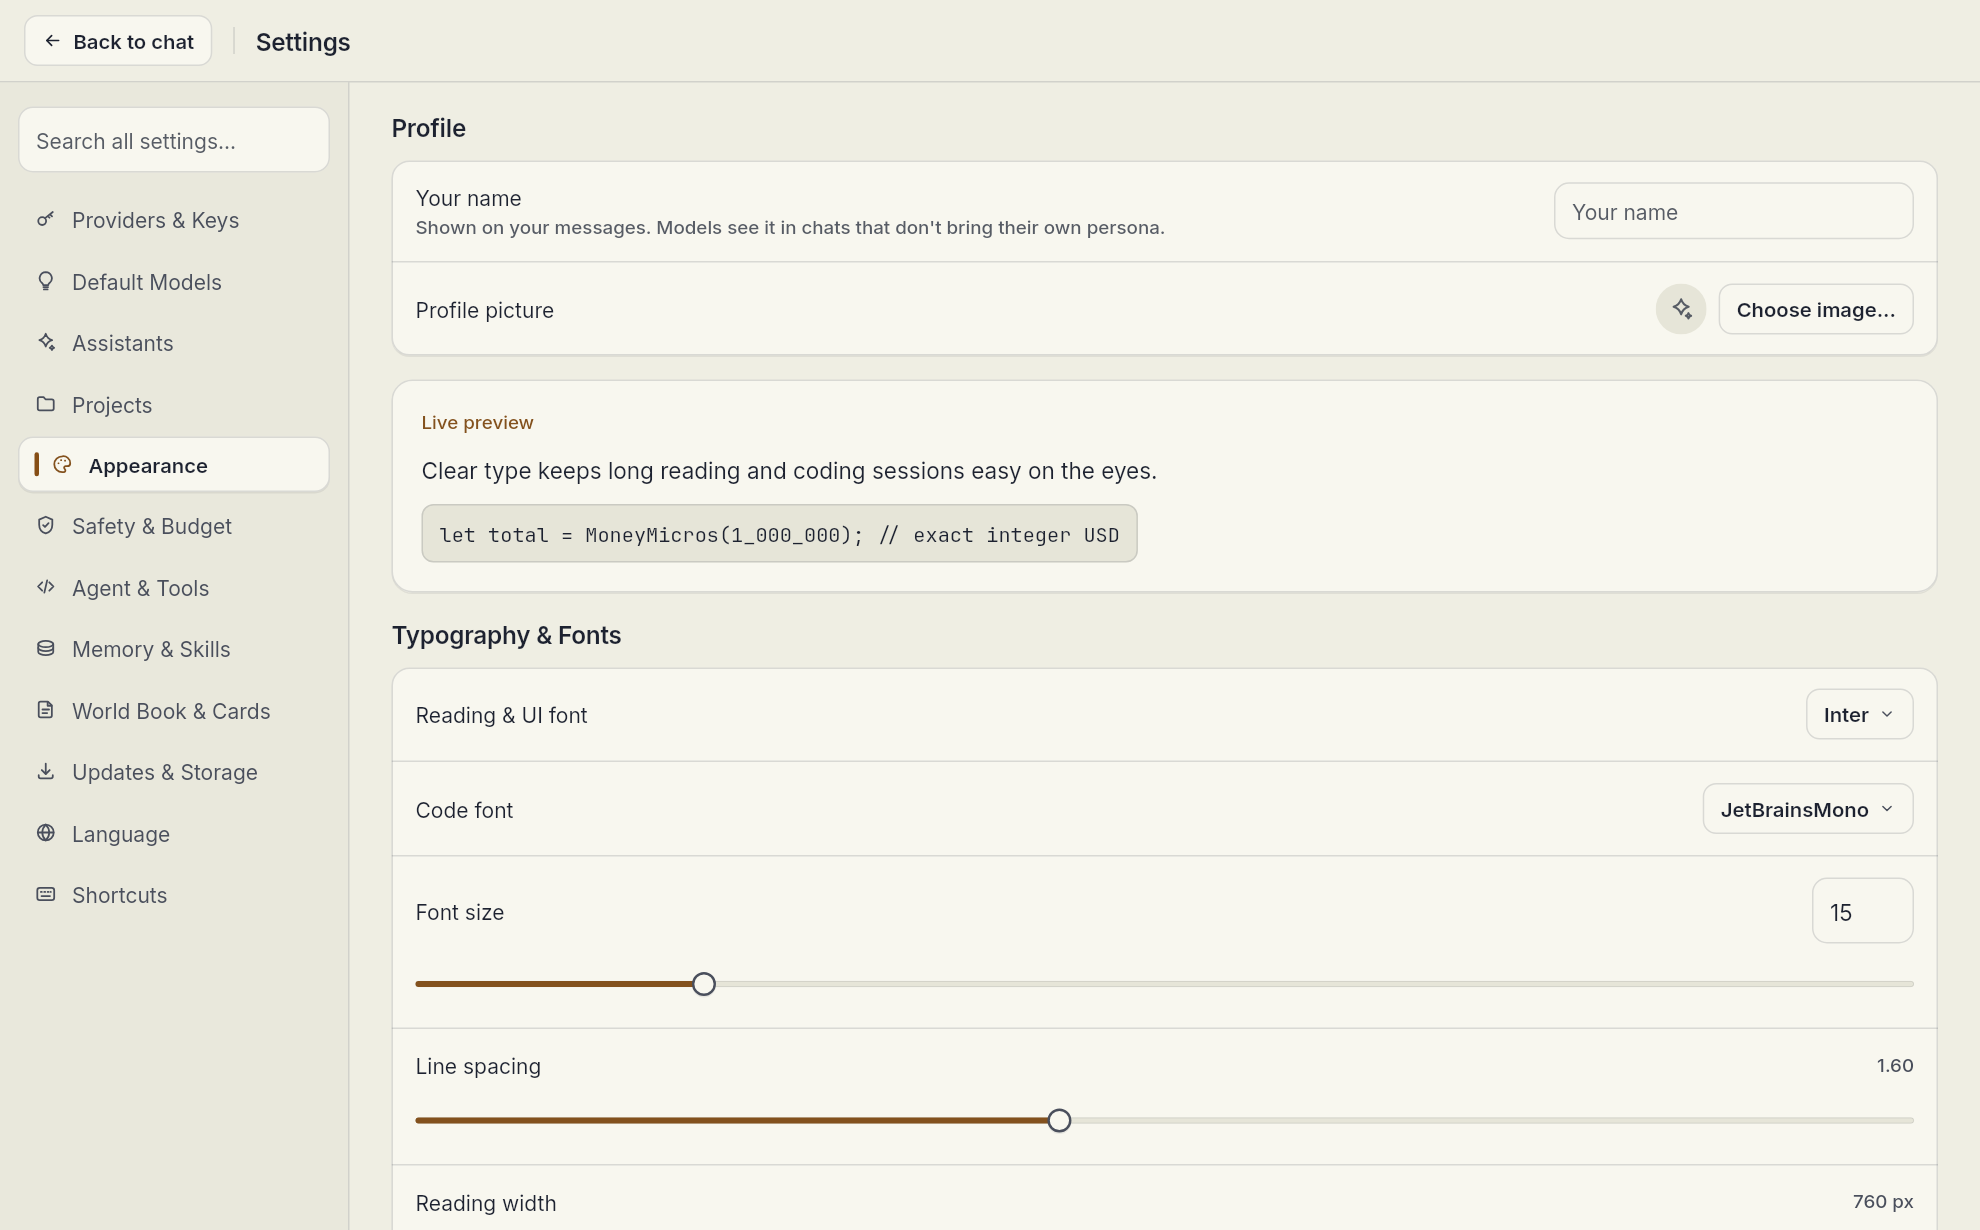 Back to chat
Settings
Search all settings...
Providers & Keys
Default Models
Assistants
Projects
Appearance
Safety & Budget
Agent & Tools
Memory & Skills
World Book & Cards
Updates & Storage
Language
Shortcuts
Profile
Your name
Shown on your messages. Models see it in chats that don't bring their own persona.
Your name
Profile picture
Choose image...
Live preview
Clear type keeps long reading and coding sessions easy on the eyes.
let total = MoneyMicros(1_000_000); // exact integer USD
Typography & Fonts
Reading & UI font
Inter
Code font
JetBrainsMono
Font size
15
Line spacing
1.60
Reading width
760 px